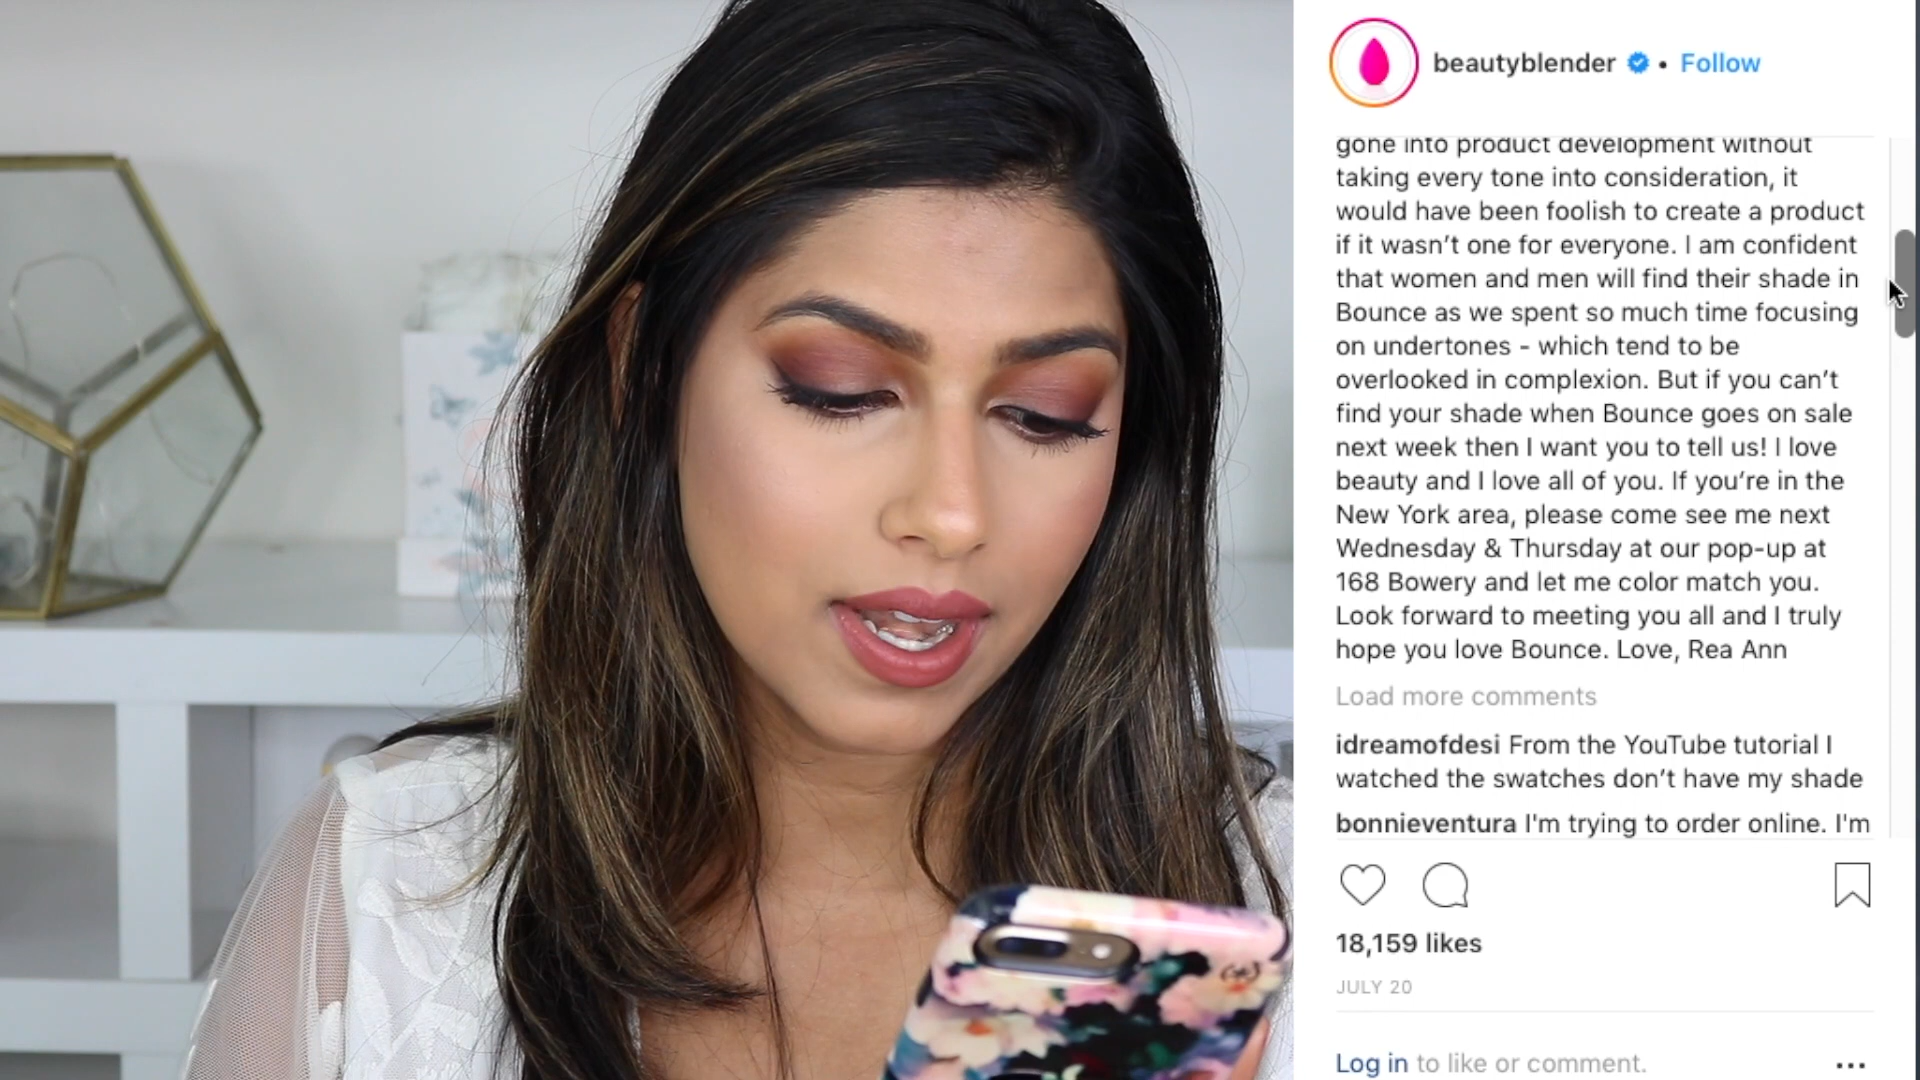 beautyblender • Follow
gone into product development without
taking every tone into consideration, it
would have been foolish to create a product
if it wasn’t one for everyone. I am confident
that women and men will find their shade in
Bounce as we spent so much time focusing
on undertones - which tend to be
overlooked in complexion. But if you can’t
find your shade when Bounce goes on sale
next week then I want you to tell us! I love
beauty and I love all of you. If you’re in the
New York area, please come see me next
Wednesday & Thursday at our pop-up at
168 Bowery and let me color match you.
Look forward to meeting you all and I truly
hope you love Bounce. Love, Rea Ann
Load more comments
idreamofdesi From the YouTube tutorial I
watched the swatches don’t have my shade
bonnieventura I'm trying to order online. I'm
18,159 likes
JULY 20
Log in to like or comment.